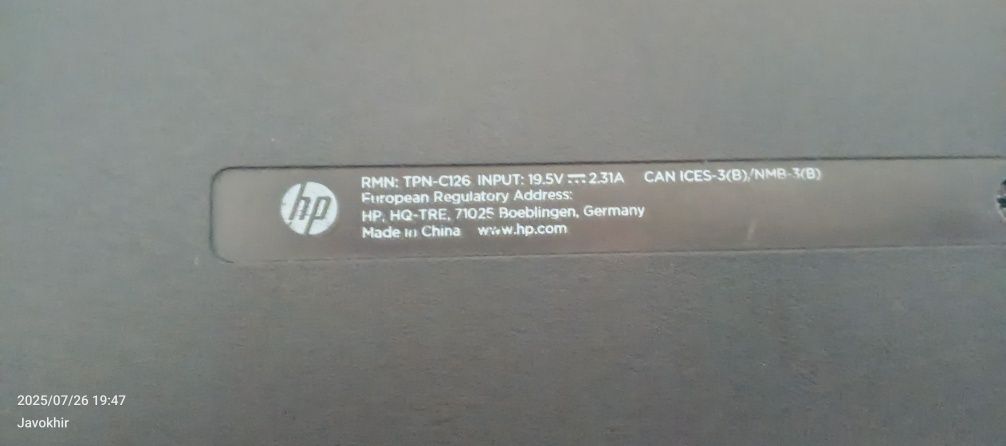 hp
RMN: TPN-C126 INPUT: 19.5V ⎓ 2.31A CAN ICES-3(B)/NMB-3(B)
European Regulatory Address:
HP, HQ-TRE, 71025 Boeblingen, Germany
Made in China www.hp.com
2025/07/26 19:47
Javokhir